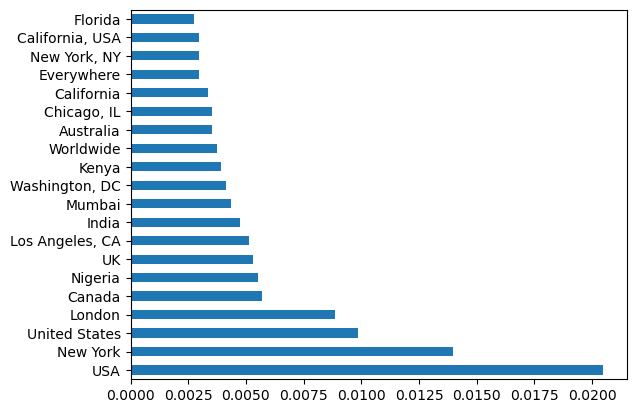 Florida
California, USA
New York, NY
Everywhere
California
Chicago, IL
Australia
Worldwide
Kenya
Washington, DC
Mumbai
India
Los Angeles, CA
UK
Nigeria
Canada
London
United States
New York
USA
0.0000 0.0025 0.0050 0.0075 0.0100 0.0125 0.0150 0.0175 0.0200